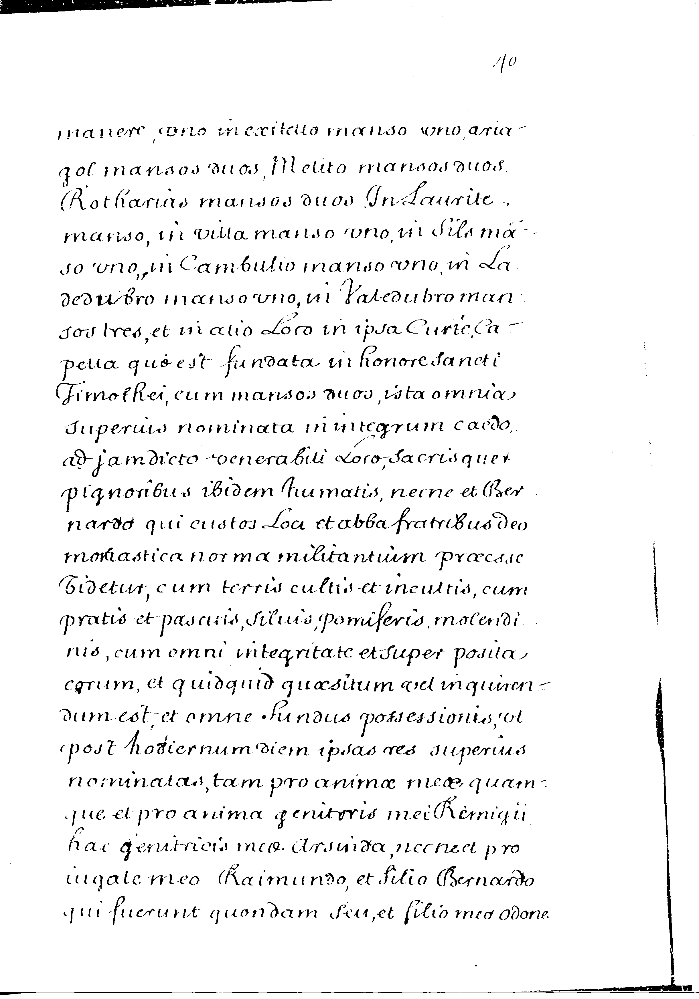 110
manere, vno in exitello manso vno, aria-
gol mansos duos, Melito mansos duos,
Rotharias mansos duos, In Laurite -
manso, in villa manso vno, in Sils mā-
so vno, in Cambulio manso vno, in La
dedubro manso vno, in Valedubro man
sos tres, et in alio Loco in ipsa Curte, Ca-
pella quȩ est fundata in honore Sancti
Timothei, cum mansos duos, ista omnia
Superius nominata in integrum caedo,
ad jamdicto venerabili Loco, Sacrisque
pignoribus ibidem humatis, necne et Ber
nardo qui custos Loci et abba fratribus deo
monastica norma militantium præesse
videtur, cum terris cultis et incultis, cum
pratis et pascuis, Siluis, pomiferis, molendi
nis, cum omni integritate et Super posita
eorum, et quidquid quæsitum vel inquiren=
dum est, et omne fundus possessionis, vt
post hodiernum diem ipsas res superius
nominatas, tam pro animæ meæ quam-
que et pro anima genitoris mei Remigii
hac genitricis meæ Arsinda, necne et pro
iugale meo Raimundo, et filio Bernardo
qui fuerunt quondam Seu, et filio meo odone.